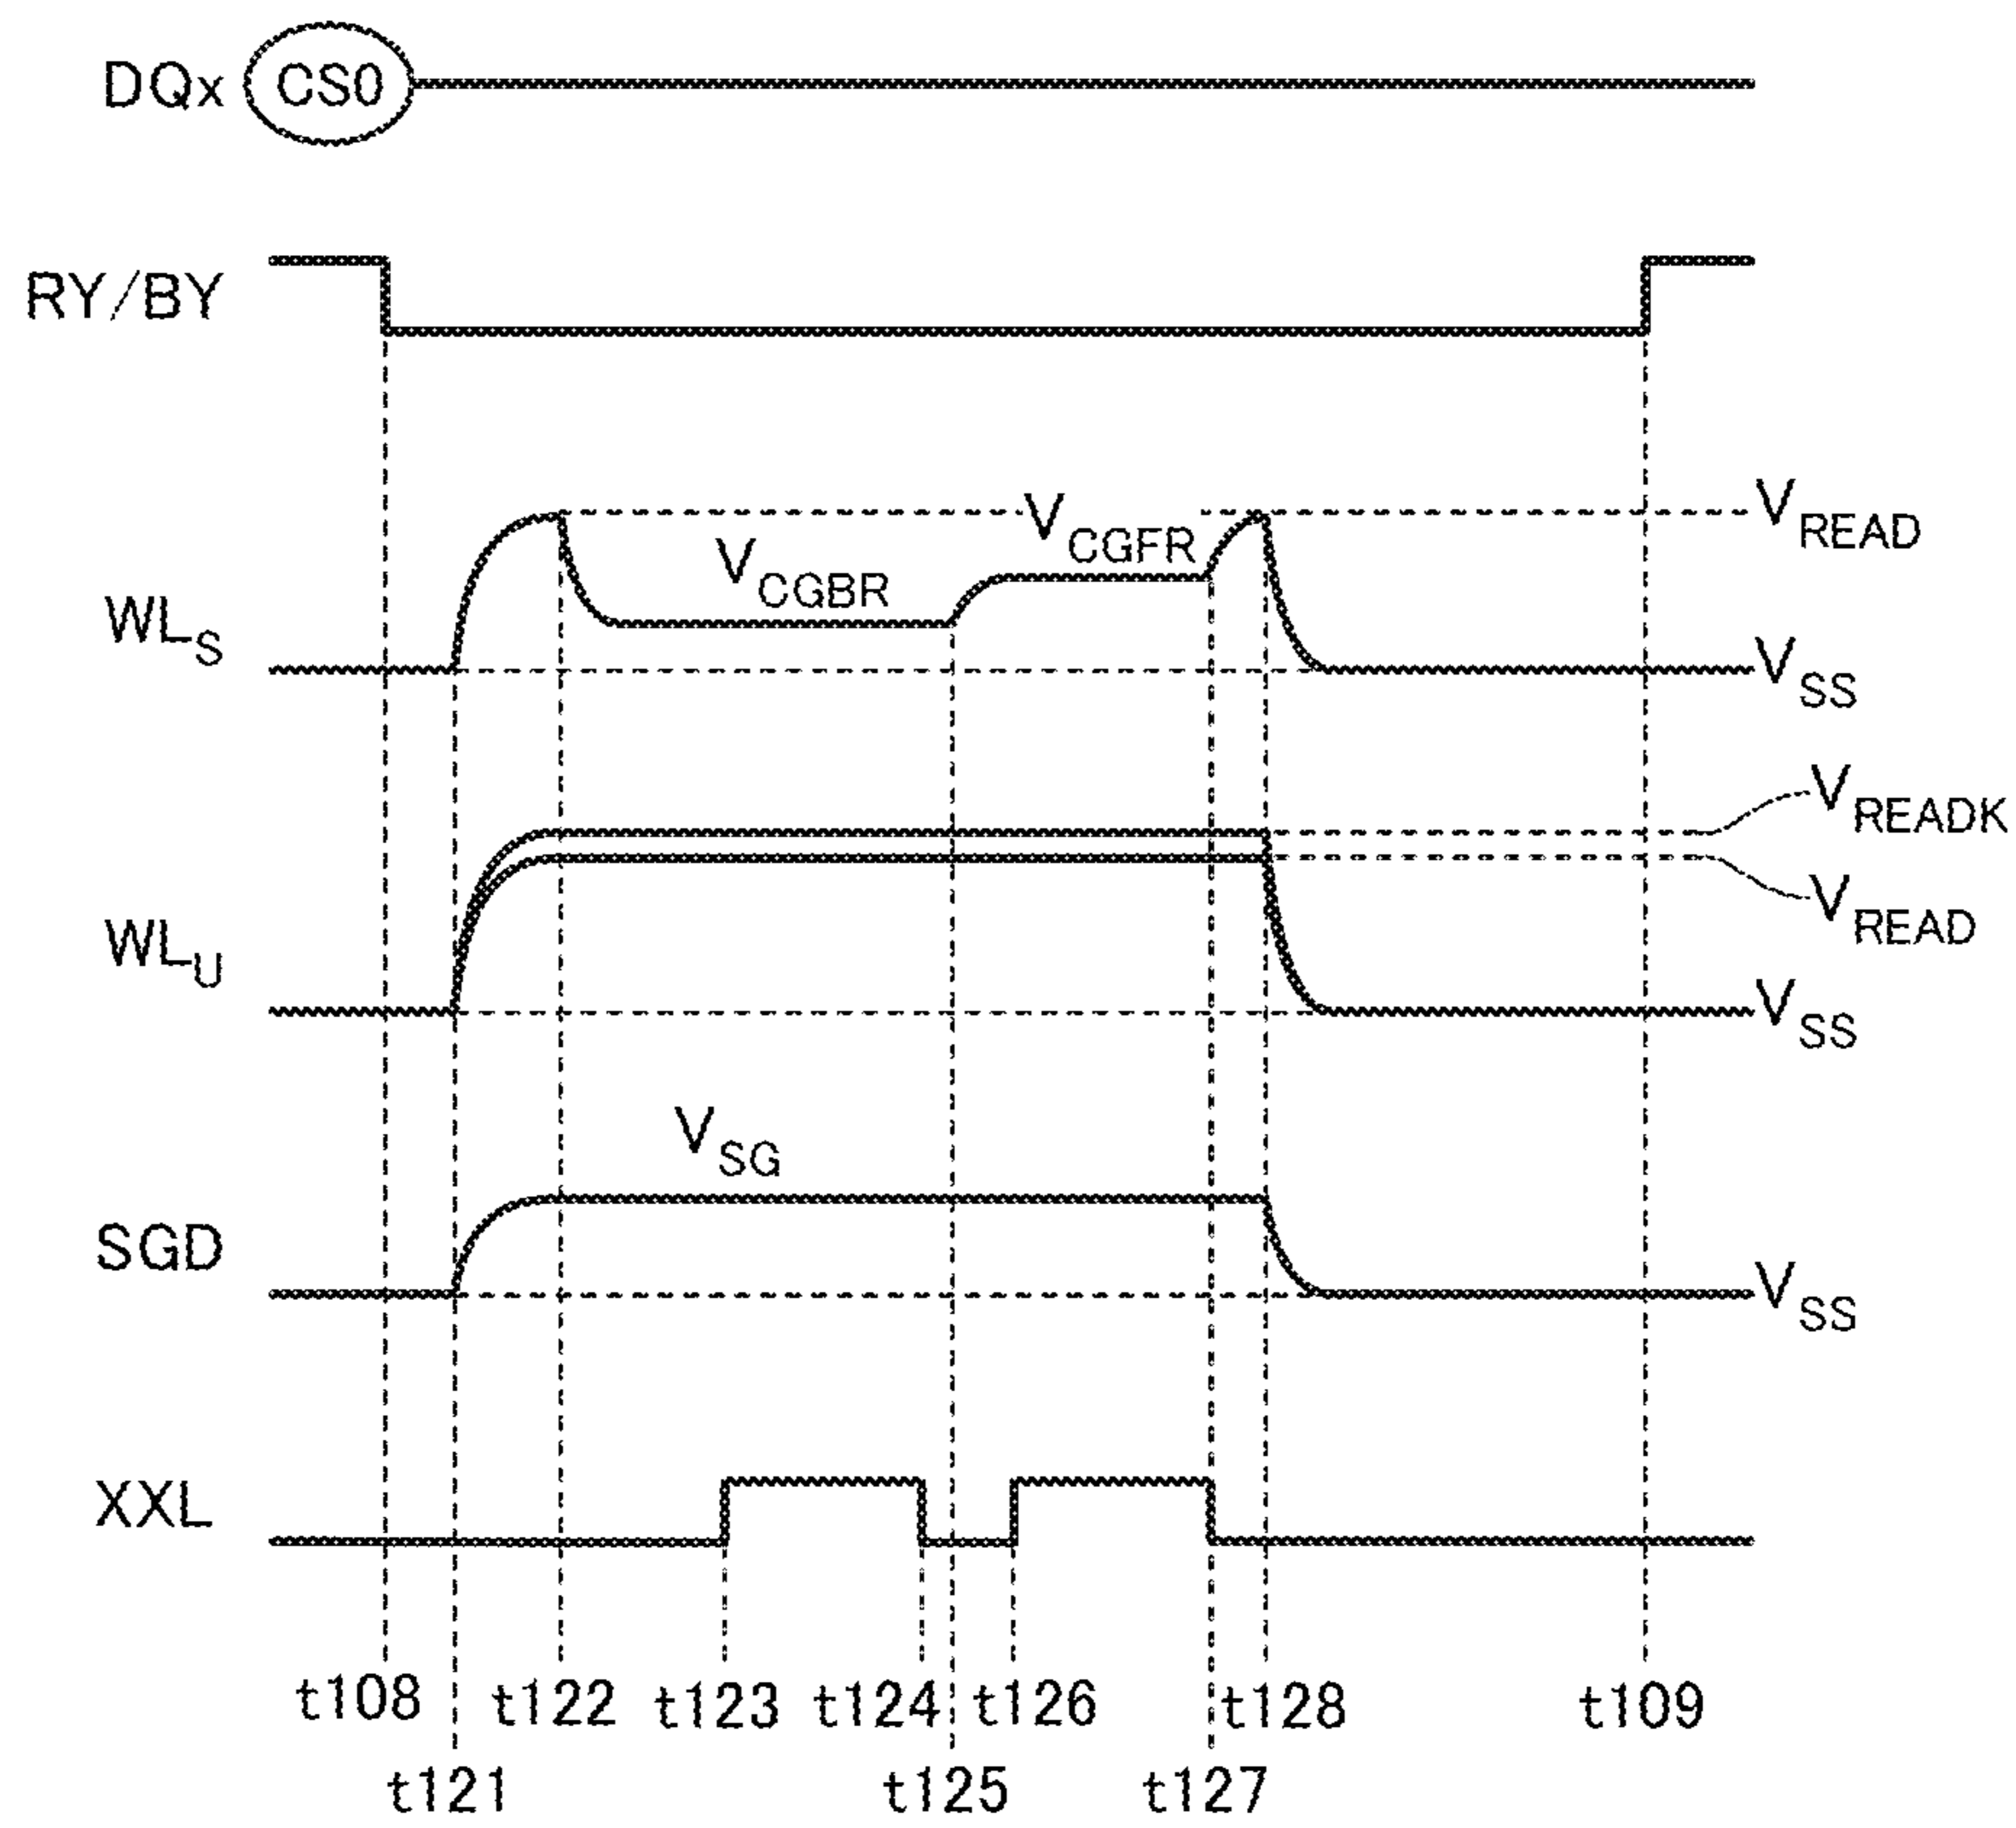 DQx CS0
RY/BY
WL_S V_CGBR V_CGFR V_READ
V_SS
V_READK
V_READ
WL_U
V_SS
V_SG
SGD
V_SS
XXL
t108 t122 t123 t124 t126 t128 t109
t121 t125 t127